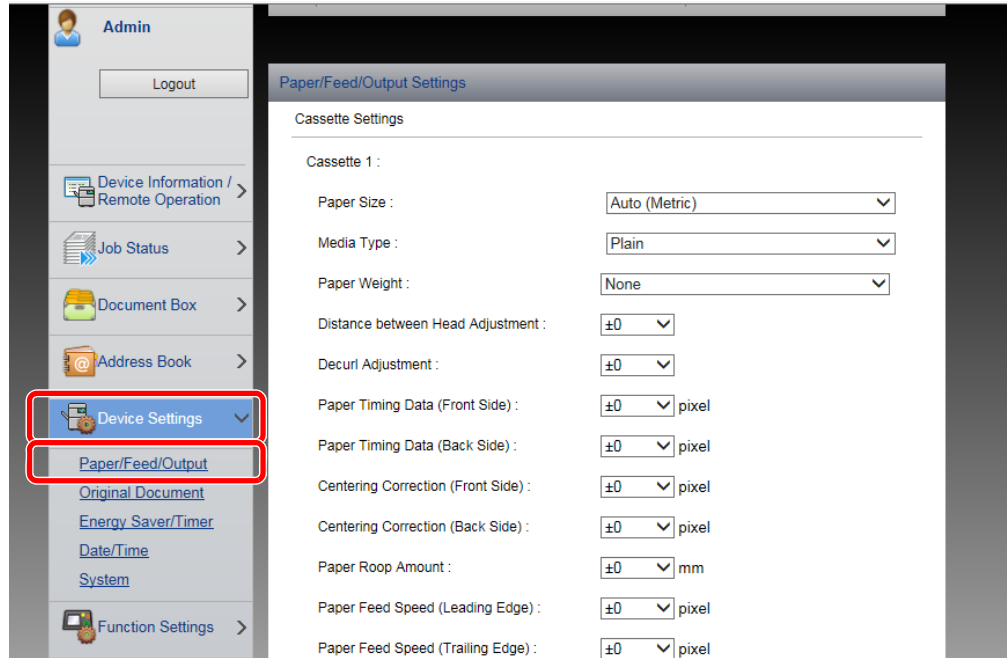 Admin
Logout
Device Information /
Remote Operation
Job Status
Document Box
Address Book
Device Settings
Paper/Feed/Output
Original Document
Energy Saver/Timer
Date/Time
System
Function Settings
Paper/Feed/Output Settings
Cassette Settings
Cassette 1 :
Paper Size : Auto (Metric)
Media Type : Plain
Paper Weight : None
Distance between Head Adjustment : ±0
Decurl Adjustment : ±0
Paper Timing Data (Front Side) : ±0 pixel
Paper Timing Data (Back Side) : ±0 pixel
Centering Correction (Front Side) : ±0 pixel
Centering Correction (Back Side) : ±0 pixel
Paper Roop Amount : ±0 mm
Paper Feed Speed (Leading Edge) : ±0 pixel
Paper Feed Speed (Trailing Edge) : ±0 pixel